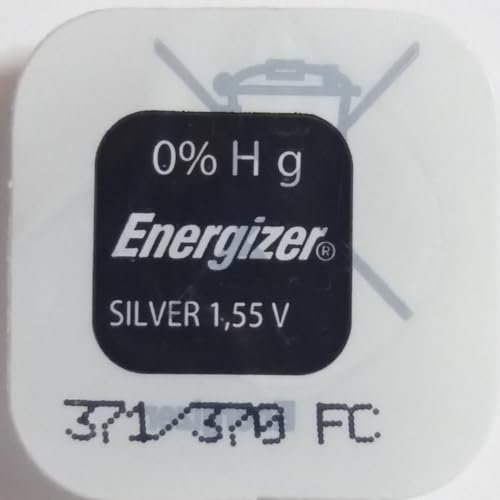 0% H g
Energizer®
SILVER 1,55 V
371/370 FC